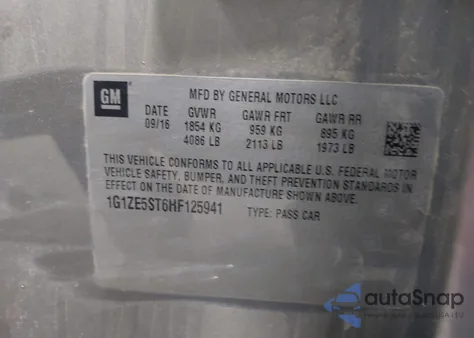 GM
MFD BY GENERAL MOTORS LLC
DATE GVWR GAWR FRT GAWR RR
09/16 1854 KG 959 KG 895 KG
4086 LB 2113 LB 1973 LB
THIS VEHICLE CONFORMS TO ALL APPLICABLE U.S. FEDERAL MOTOR
VEHICLE SAFETY, BUMPER, AND THEFT PREVENTION STANDARDS IN
EFFECT ON THE DATE OF MANUFACTURE SHOWN ABOVE.
1G1ZE5ST6HF125941 TYPE: PASS CAR
autoSnap